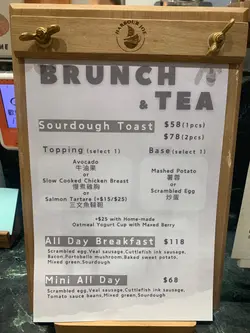 HARBOUR JOY
BRUNCH
& TEA
Sourdough Toast $58(1pcs)
$78(2pcs)
Topping (select 1) Base (select 1)
Avocado
牛油果
or
Slow Cooked Chicken Breast
慢煮雞胸
or
Salmon Tartare (+$15/$25)
三文魚韃靼
Mashed Potato
薯蓉
or
Scrambled Egg
炒蛋
+$25 with Home-made
Oatmeal Yogurt Cup with Maxed Berry
All Day Breakfast $118
Scrambled egg,Veal sausage,Cuttlefish ink sausage,
Bacon,Portobello mushroom,Baked sweet potato,
Mixed green,Sourdough
Mini All Day $68
Scrambled egg,Veal sausage,Cuttlefish ink sausage,
Tomato sauce beans,Mixed green,Sourdough